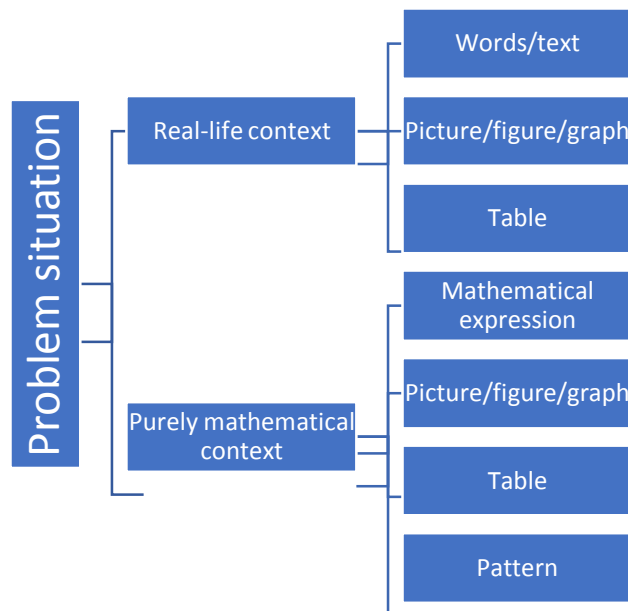 Problem situation
Real-life context
Words/text
Picture/figure/graph
Table
Purely mathematical
context
Mathematical
expression
Picture/figure/graph
Table
Pattern